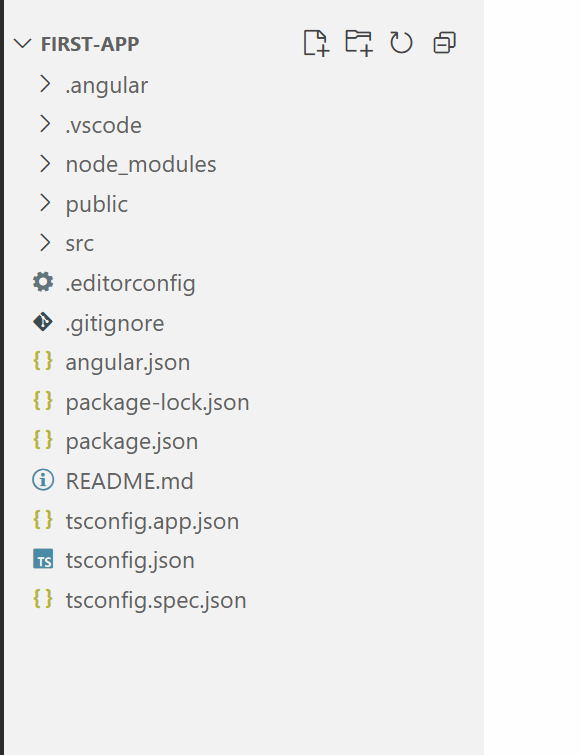 FIRST-APP
.angular
.vscode
node_modules
public
src
.editorconfig
.gitignore
angular.json
package-lock.json
package.json
README.md
tsconfig.app.json
TS tsconfig.json
tsconfig.spec.json